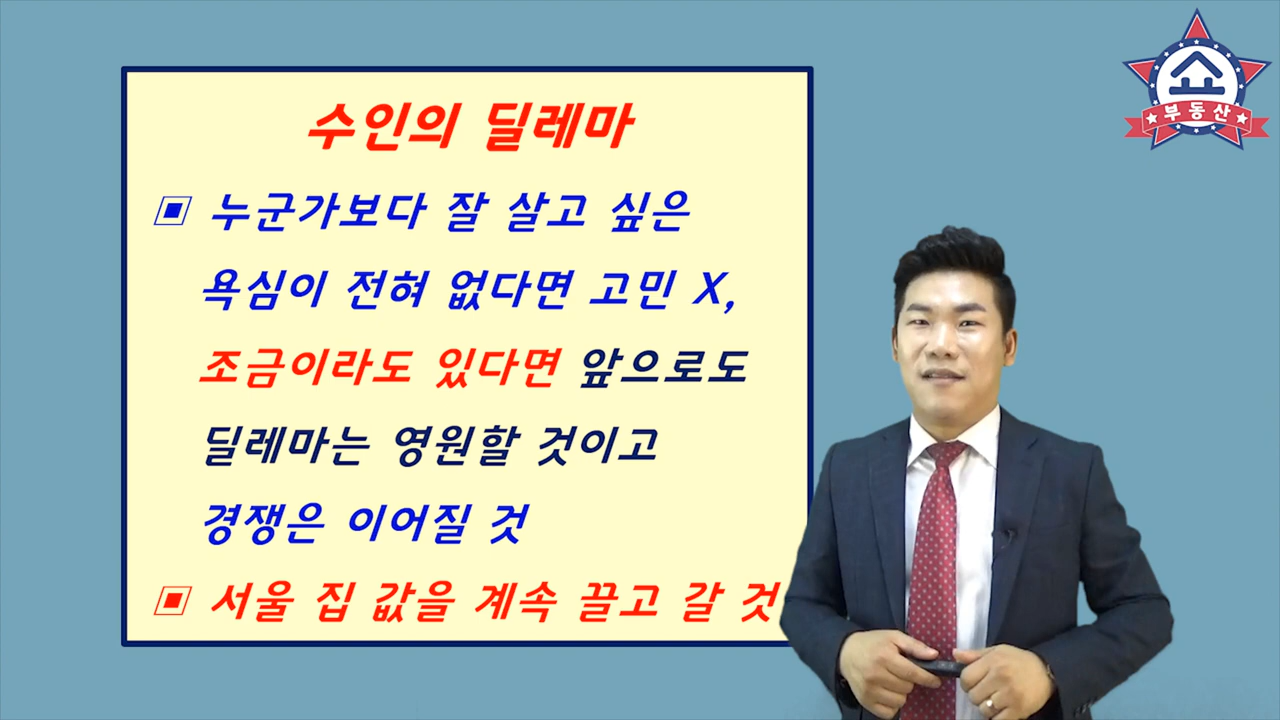 수인의 딜레마
▣ 누군가보다 잘 살고 싶은
욕심이 전혀 없다면 고민 X,
조금이라도 있다면 앞으로도
딜레마는 영원할 것이고
경쟁은 이어질 것
▣ 서울 집 값을 계속 끌고 갈 것
쇼
부동산